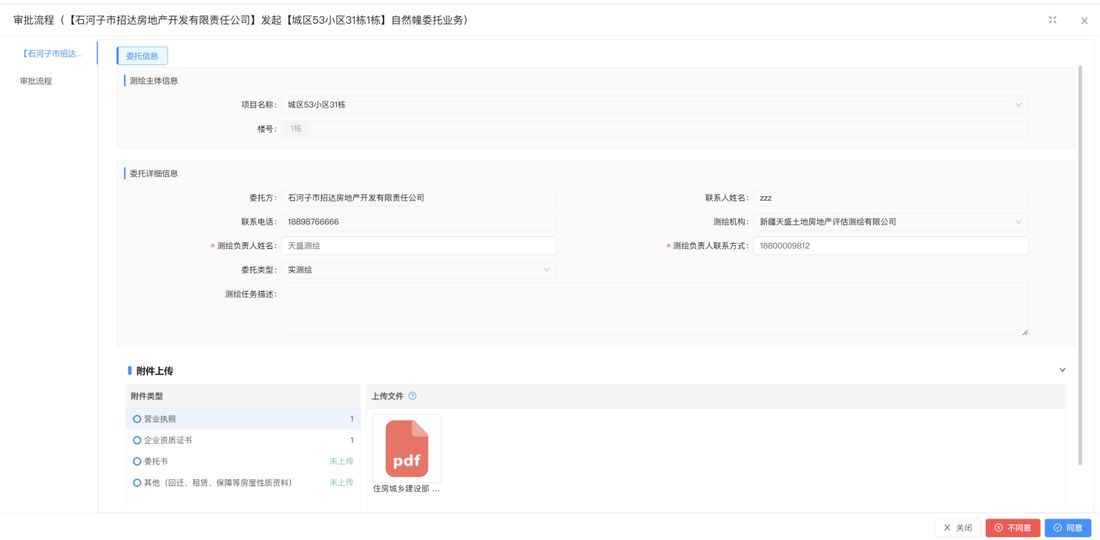 审批流程（【石河子市招达房地产开发有限责任公司】发起【城区53小区31栋1栋】自然幢委托业务）
【石河子市招达...
审批流程
委托信息
测绘主体信息
项目名称： 城区53小区31栋
楼号： 1栋
委托详细信息
委托方： 石河子市招达房地产开发有限责任公司 联系人姓名： zzz
联系电话： 18898766666 测绘机构： 新疆天盛土地房地产评估测绘有限公司
* 测绘负责人姓名： 天盛测绘 * 测绘负责人联系方式： 18800009812
委托类型： 实测绘
测绘任务描述：
附件上传
附件类型 上传文件
营业执照 1
企业资质证书 1
委托书 未上传
其他（回迁、租赁、保障等房屋性质资料） 未上传
pdf
住房城乡建设部 ...
关闭 不同意 同意